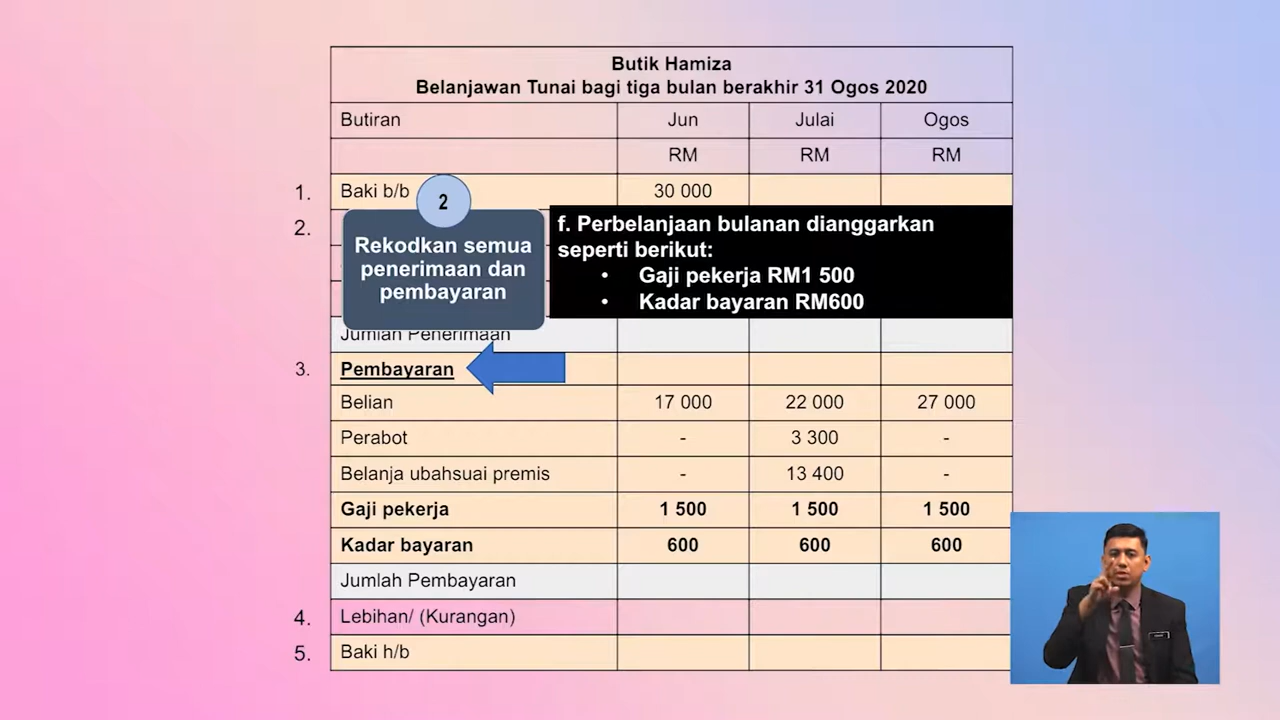 Butik Hamiza
Belanjawan Tunai bagi tiga bulan berakhir 31 Ogos 2020
Butiran Jun Julai Ogos
RM RM RM
1. Baki b/b 30 000
2
2.
Rekodkan semua
penerimaan dan
pembayaran
f. Perbelanjaan bulanan dianggarkan
seperti berikut:
• Gaji pekerja RM1 500
• Kadar bayaran RM600
Jumlah Penerimaan
3. Pembayaran
Belian 17 000 22 000 27 000
Perabot - 3 300 -
Belanja ubahsuai premis - 13 400 -
Gaji pekerja 1 500 1 500 1 500
Kadar bayaran 600 600 600
Jumlah Pembayaran
4. Lebihan/ (Kurangan)
5. Baki h/b